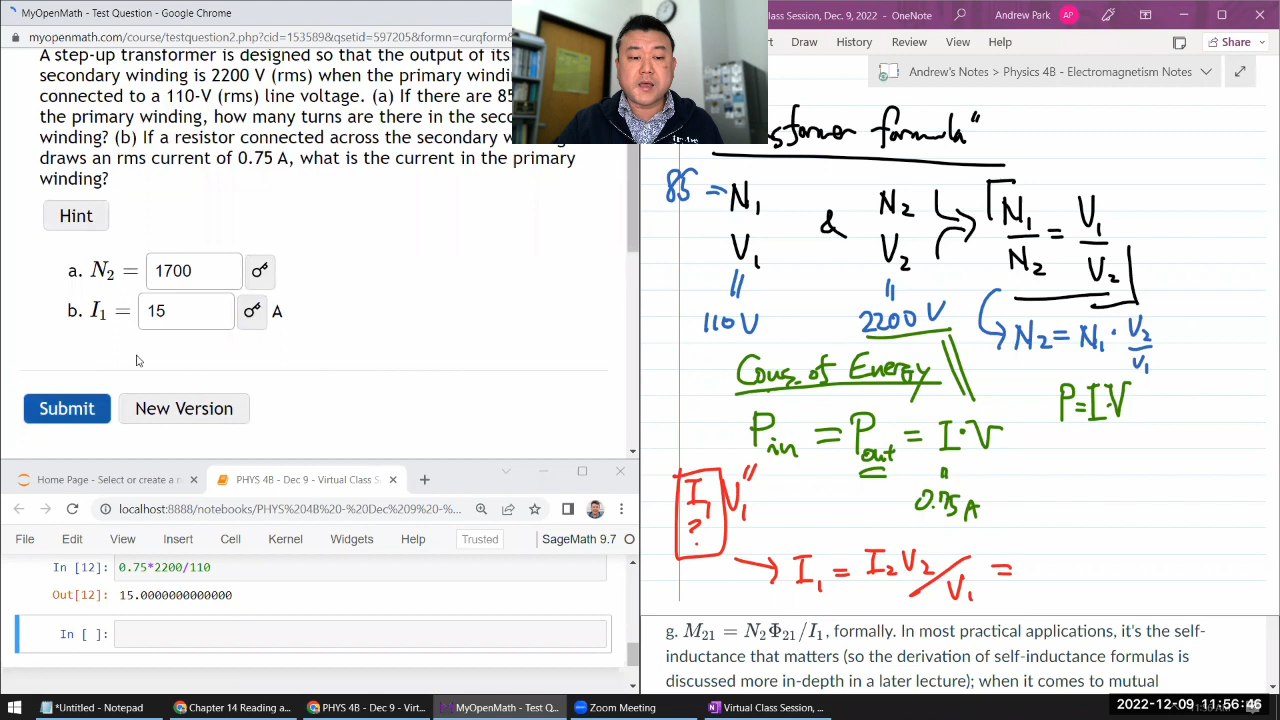 MyOpenMath - Test Question - Google Chrome
myopenmath.com/course/testquestion2.php?cid=153589&qsetid=597205&formn=curqform&
A step-up transformer is designed so that the output of its
secondary winding is 2200 V (rms) when the primary windi
connected to a 110-V (rms) line voltage. (a) If there are 85
the primary winding, how many turns are there in the seco
winding? (b) If a resistor connected across the secondary w
draws an rms current of 0.75 A, what is the current in the primary
winding?
Hint
a. N₂ = 1700
b. I₁ = 15 A
Submit New Version
Home Page - Select or create a n
PHYS 4B - Dec 9 - Virtual Class S
localhost:8888/notebooks/PHYS%204B%20-%20Dec%209%20-%...
Edit View Insert Cell Kernel Widgets Help Trusted SageMath 9.7
In [12]: 0.75*2200/110
Out[12]: 15.0000000000000
In [ ]:
Class Session, Dec. 9, 2022 - OneNote
Andrew Park AP
Draw History Review View Help Share
Andrew's Notes > Physics 4B - Electromagnetism Notes
sformer formula"
85 = N₁ & N₂
V₁ V₂
N₁/N₂ = V₁/V₂
110V 2200 V
N₂ = N₁ · V₂/V₁
Cons. of Energy
P = I·V
Pin = Pout = I·V
0.75 A
I₁ V₁
?
→ I₁ = I₂V₂/V₁ =
g. M₂₁ = N₂Φ₂₁/I₁, formally. In most practical applications, it's the self-
inductance that matters (so the derivation of self-inductance formulas is
discussed more in-depth in a later lecture); when it comes to mutual
*Untitled - Notepad
Chapter 14 Reading a...
PHYS 4B - Dec 9 - Virt...
MyOpenMath - Test Q...
Zoom Meeting
Virtual Class Session, ...
2022-12-09 11:56:46